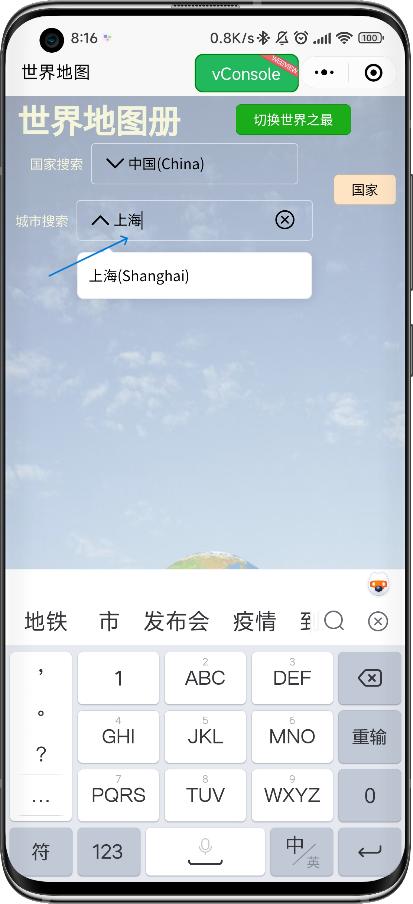 8:16
0.8K/s
100
世界地图
vConsole
WEBVIEW
世界地图册
切换世界之最
国家搜索
中国(China)
国家
城市搜索
上海
上海(Shanghai)
地铁 市 发布会 疫情 到
，
。
？
...
1
2
ABC
3
DEF
4
GHI
5
JKL
6
MNO
重输
7
PQRS
8
TUV
9
WXYZ
0
符
123
中/英